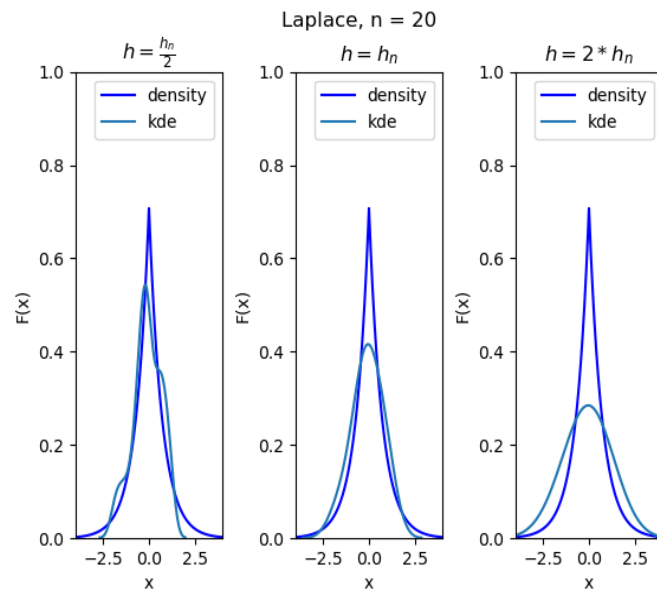 Laplace, n = 20
h = \frac{h_n}{2}
h = h_n
h = 2 * h_n
density
kde
density
kde
density
kde
1.0
0.8
0.6
0.4
0.2
0.0
F(x)
−2.5 0.0 2.5
x
1.0
0.8
0.6
0.4
0.2
0.0
F(x)
−2.5 0.0 2.5
x
1.0
0.8
0.6
0.4
0.2
0.0
F(x)
−2.5 0.0 2.5
x